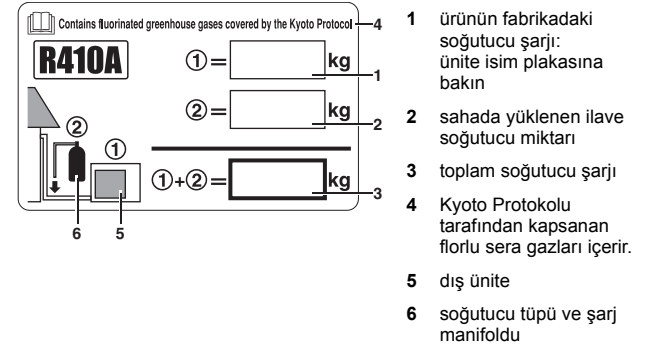 Contains fluorinated greenhouse gases covered by the Kyoto Protocol
4
R410A
①=
kg
1
②=
kg
2
②
①
①+②=
kg
3
6
5
1 ürünün fabrikadaki
soğutucu şarjı:
ünite isim plakasına
bakın
2 sahada yüklenen ilave
soğutucu miktarı
3 toplam soğutucu şarjı
4 Kyoto Protokolu
tarafından kapsanan
florlu sera gazları içerir.
5 dış ünite
6 soğutucu tüpü ve şarj
manifoldu